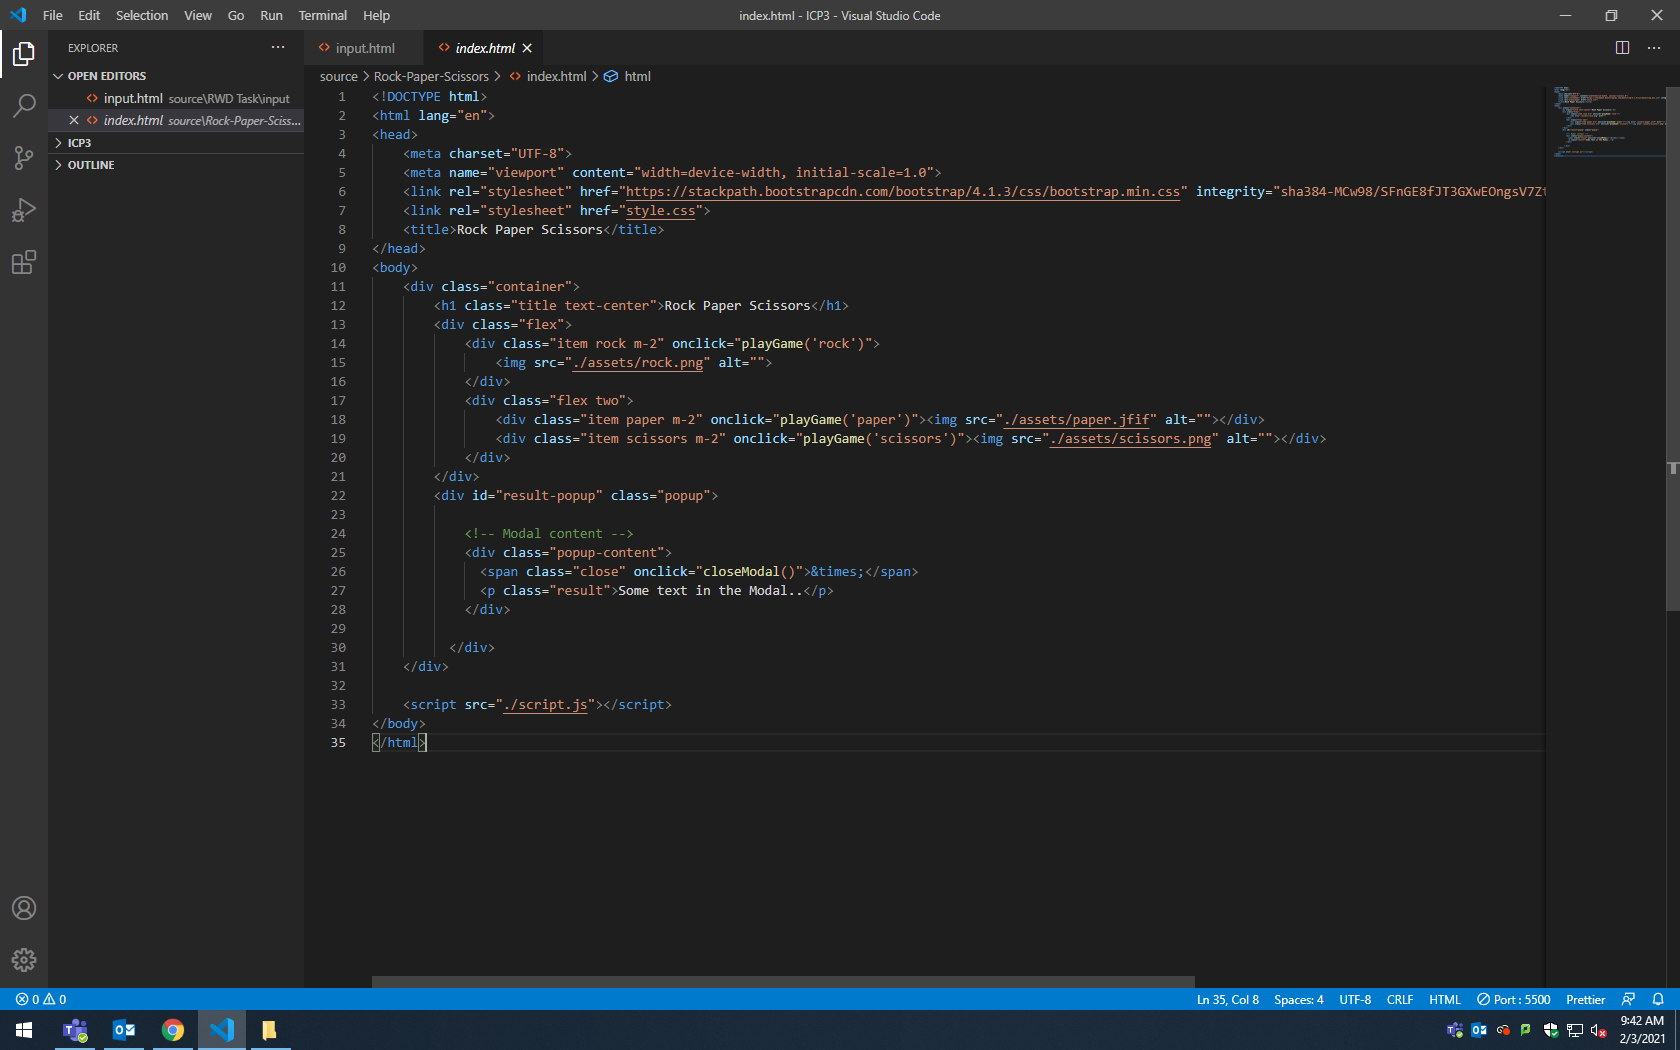 File Edit Selection View Go Run Terminal Help
index.html - ICP3 - Visual Studio Code
EXPLORER
OPEN EDITORS
input.html source\RWD Task\input
index.html source\Rock-Paper-Sciss...
ICP3
OUTLINE
input.html
index.html
source > Rock-Paper-Scissors > index.html > html
1 <!DOCTYPE html>
2 <html lang="en">
3 <head>
4 <meta charset="UTF-8">
5 <meta name="viewport" content="width=device-width, initial-scale=1.0">
6 <link rel="stylesheet" href="https://stackpath.bootstrapcdn.com/bootstrap/4.1.3/css/bootstrap.min.css" integrity="sha384-MCw98/SFnGE8fJT3GXwEOngsV7Zt
7 <link rel="stylesheet" href="style.css">
8 <title>Rock Paper Scissors</title>
9 </head>
10 <body>
11 <div class="container">
12 <h1 class="title text-center">Rock Paper Scissors</h1>
13 <div class="flex">
14 <div class="item rock m-2" onclick="playGame('rock')">
15 <img src="./assets/rock.png" alt="">
16 </div>
17 <div class="flex two">
18 <div class="item paper m-2" onclick="playGame('paper')"><img src="./assets/paper.jfif" alt=""></div>
19 <div class="item scissors m-2" onclick="playGame('scissors')"><img src="./assets/scissors.png" alt=""></div>
20 </div>
21 </div>
22 <div id="result-popup" class="popup">
23
24 <!-- Modal content -->
25 <div class="popup-content">
26 <span class="close" onclick="closeModal()">&times;</span>
27 <p class="result">Some text in the Modal..</p>
28 </div>
29
30 </div>
31 </div>
32
33 <script src="./script.js"></script>
34 </body>
35 </html>
0 0
Ln 35, Col 8 Spaces: 4 UTF-8 CRLF HTML Port : 5500 Prettier
9:42 AM
2/3/2021